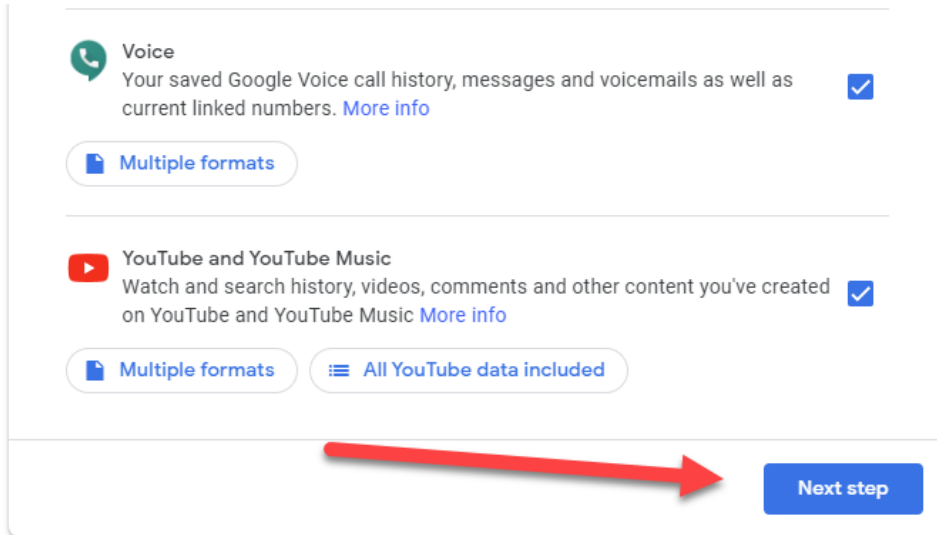 Voice
Your saved Google Voice call history, messages and voicemails as well as
current linked numbers. More info
Multiple formats
YouTube and YouTube Music
Watch and search history, videos, comments and other content you've created
on YouTube and YouTube Music More info
Multiple formats
All YouTube data included
Next step